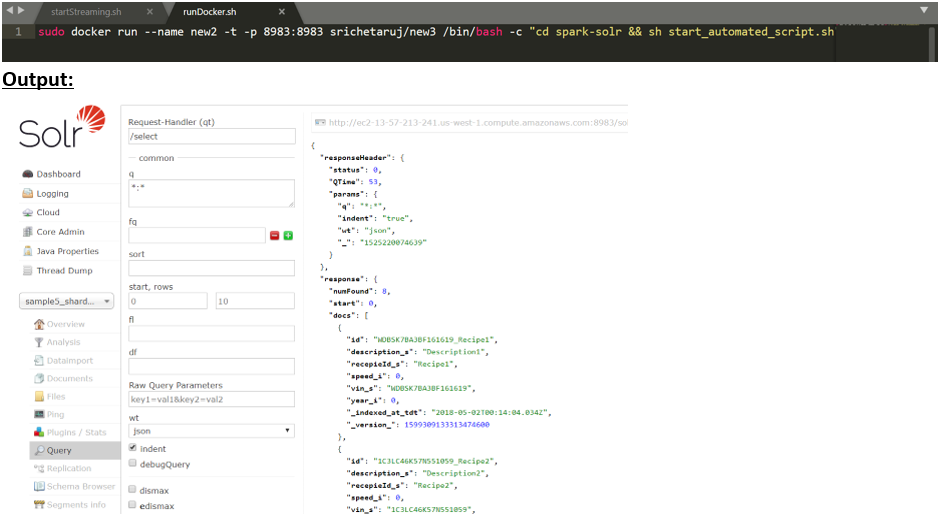 startStreaming.sh
runDocker.sh
1 sudo docker run --name new2 -t -p 8983:8983 srichetaruj/new3 /bin/bash -c "cd spark-solr && sh start_automated_script.sh
Output:
Solr
Dashboard
Logging
Cloud
Core Admin
Java Properties
Thread Dump
sample5_shard...
Overview
Analysis
Dataimport
Documents
Files
Ping
Plugins / Stats
Query
Replication
Schema Browser
Segments info
Request-Handler (qt)
/select
common
q
*:*
fq
sort
start, rows
0
10
fl
df
Raw Query Parameters
key1=val1&key2=val2
wt
json
indent
debugQuery
dismax
edismax
http://ec2-13-57-213-241.us-west-1.compute.amazonaws.com:8983/sol
{
"responseHeader": {
"status": 0,
"QTime": 53,
"params": {
"q": "*:*",
"indent": "true",
"wt": "json",
"_": "1525220074639"
}
},
"response": {
"numFound": 8,
"start": 0,
"docs": [
{
"id": "WDBSK7BA3BF161619_Recipe1",
"description_s": "Description1",
"recepieId_s": "Recipe1",
"speed_i": 0,
"vin_s": "WDBSK7BA3BF161619",
"year_i": 0,
"_indexed_at_tdt": "2018-05-02T00:14:04.034Z",
"_version_": 1599309133313474600
},
{
"id": "1C3LC46K57N551059_Recipe2",
"description_s": "Description2",
"recepieId_s": "Recipe2",
"speed_i": 0,
"vin_s": "1C3LC46K57N551059",